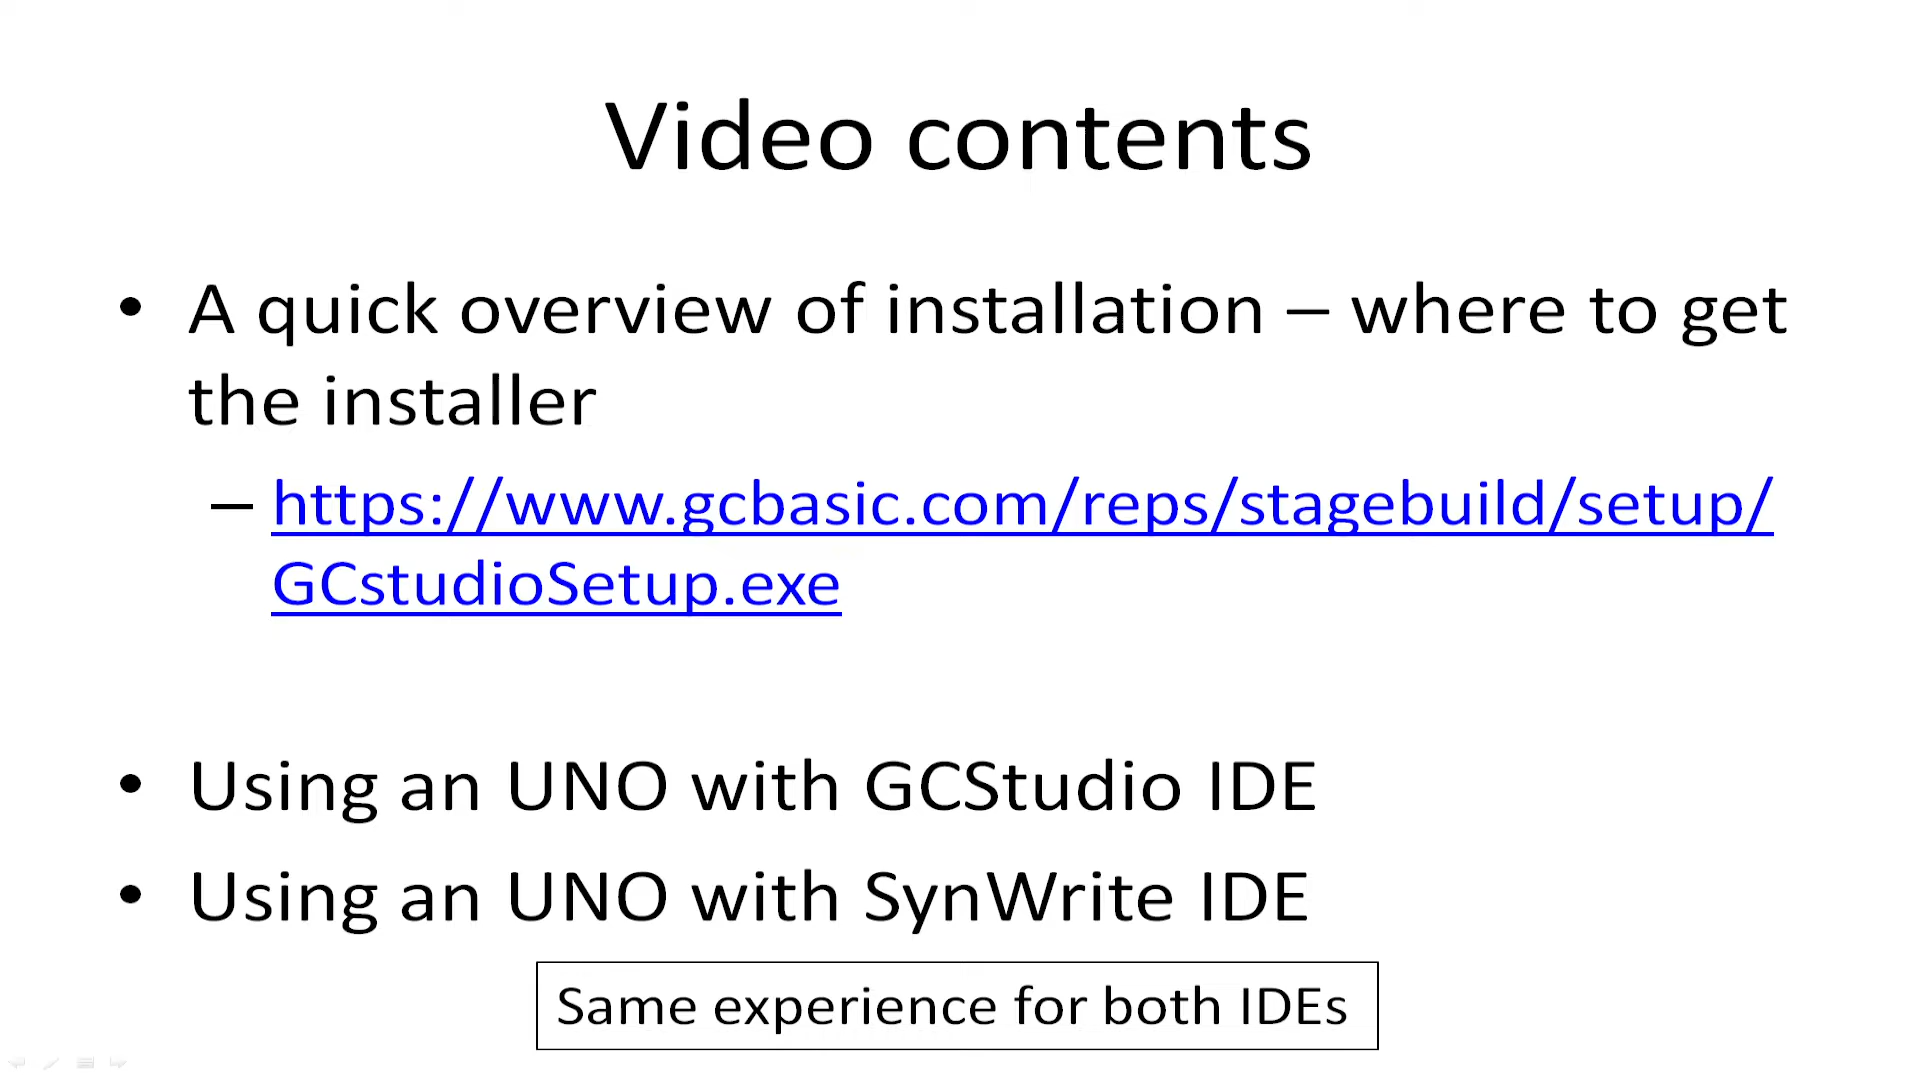 Video contents
• A quick overview of installation – where to get
the installer
– https://www.gcbasic.com/reps/stagebuild/setup/
GCstudioSetup.exe
• Using an UNO with GCStudio IDE
• Using an UNO with SynWrite IDE
Same experience for both IDEs